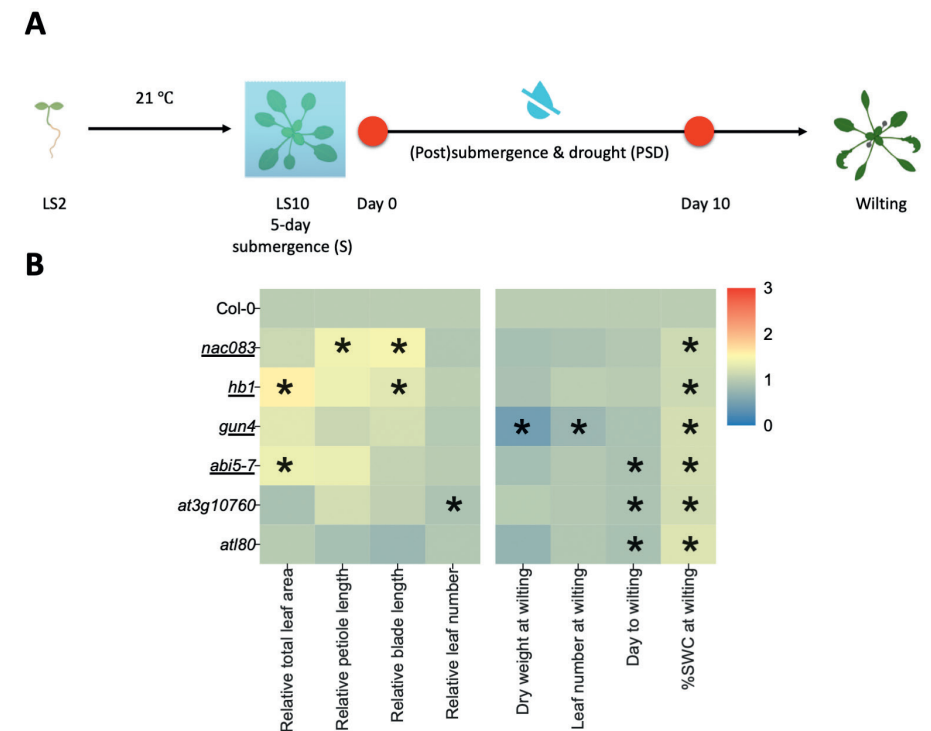 A
21 °C
(Post)submergence & drought (PSD)
LS2
LS10
5-day
submergence (S)
Day 0
Day 10
Wilting
B
Col-0
nac083
hb1
gun4
abi5-7
at3g10760
atl80
* *
*
* *
*
* *
*
*
* *
* * *
* *
Relative total leaf area
Relative petiole length
Relative blade length
Relative leaf number
Dry weight at wilting
Leaf number at wilting
Day to wilting
%SWC at wilting
3
2
1
0